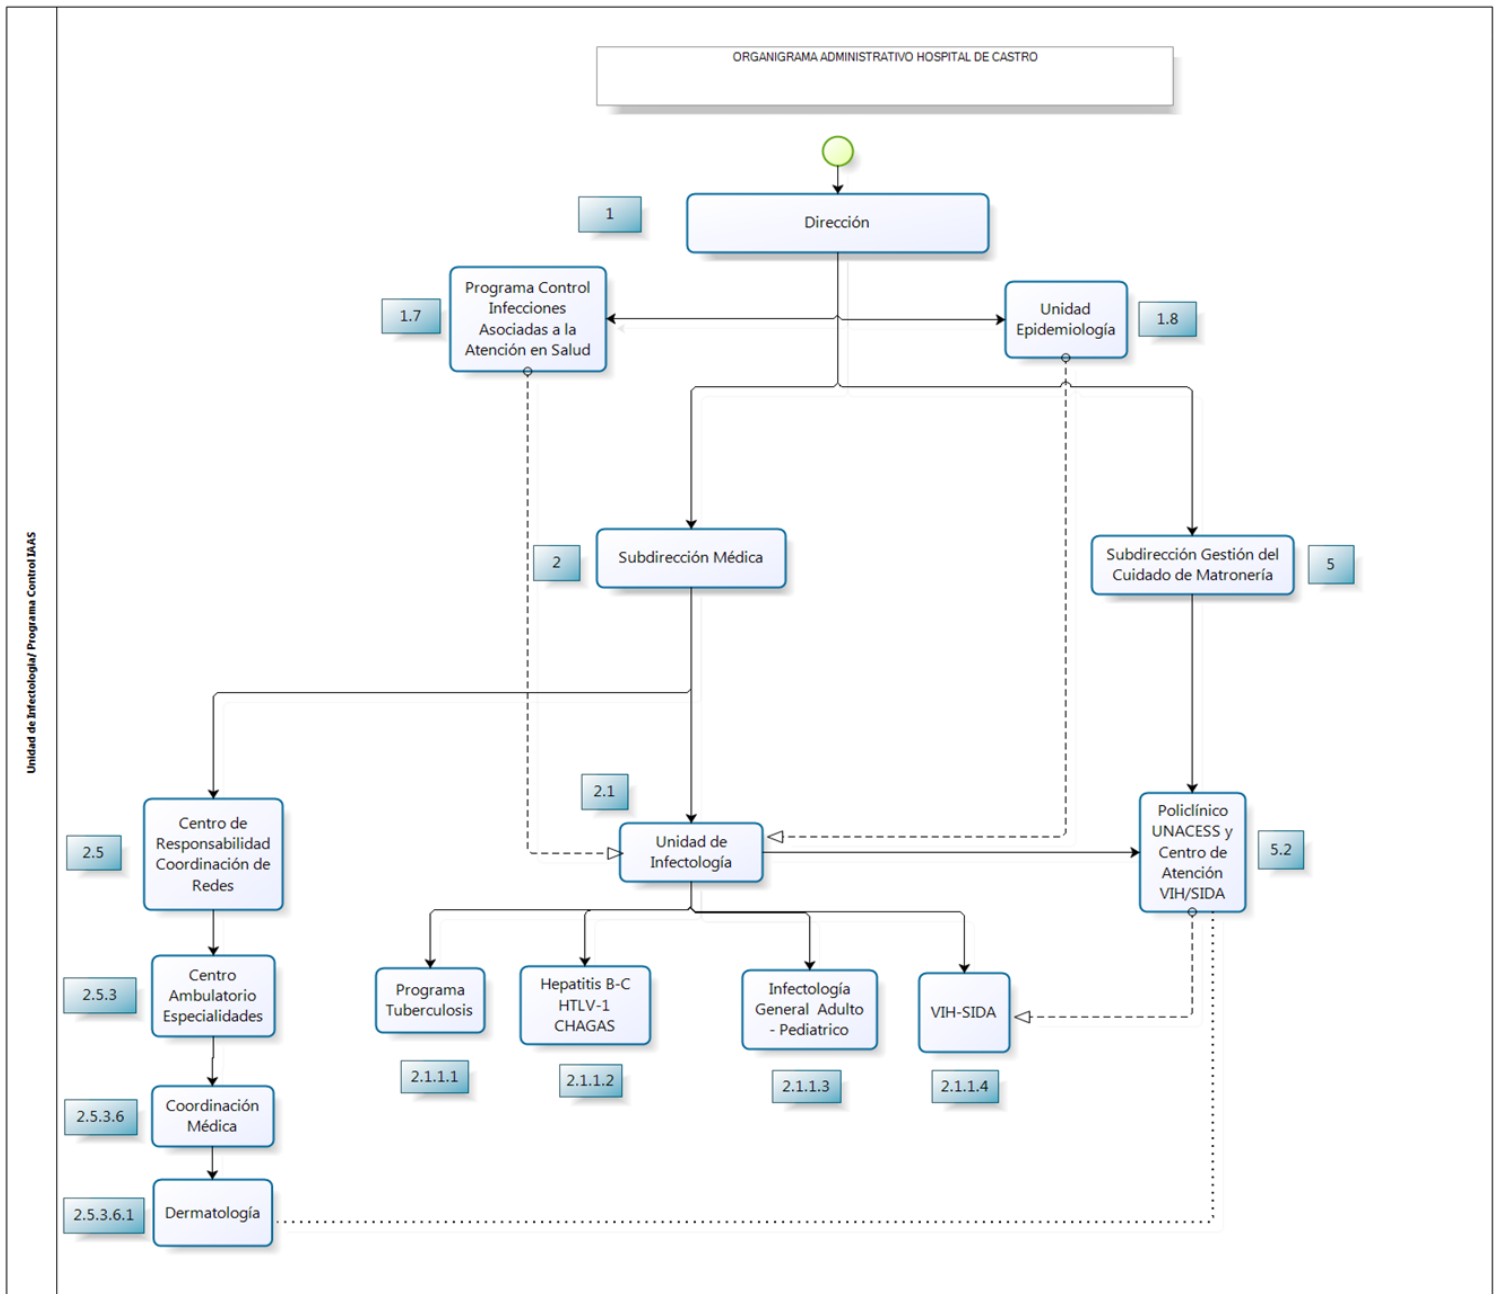 ORGANIGRAMA ADMINISTRATIVO HOSPITAL DE CASTRO
1
Dirección
1.7
Programa Control
Infecciones
Asociadas a la
Atención en Salud
Unidad
Epidemiología
1.8
2
Subdirección Médica
Subdirección Gestión del
Cuidado de Matronería
5
Unidad de Infectología/ Programa Control IAAS
2.1
Unidad de
Infectología
2.5
Centro de
Responsabilidad
Coordinación de
Redes
Policlínico
UNACESS y
Centro de
Atención
VIH/SIDA
5.2
2.5.3
Centro
Ambulatorio
Especialidades
Programa
Tuberculosis
2.1.1.1
Hepatitis B-C
HTLV-1
CHAGAS
2.1.1.2
Infectología
General Adulto
- Pediatrico
2.1.1.3
VIH-SIDA
2.1.1.4
2.5.3.6
Coordinación
Médica
2.5.3.6.1
Dermatología